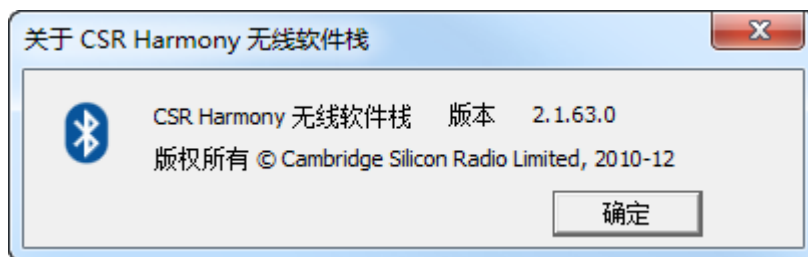 关于 CSR Harmony 无线软件栈
CSR Harmony 无线软件栈 版本 2.1.63.0
版权所有 © Cambridge Silicon Radio Limited, 2010-12
确定